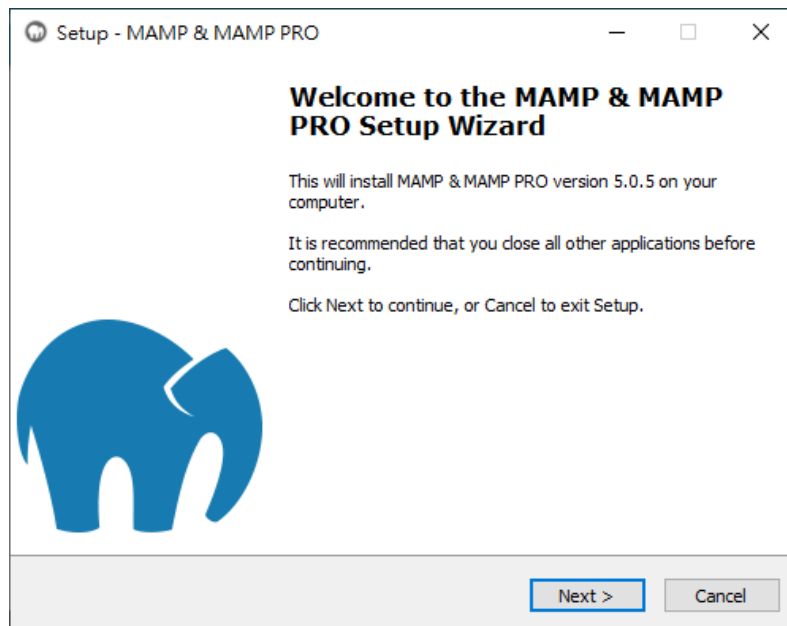 Setup - MAMP & MAMP PRO
Welcome to the MAMP & MAMP
PRO Setup Wizard
This will install MAMP & MAMP PRO version 5.0.5 on your
computer.
It is recommended that you close all other applications before
continuing.
Click Next to continue, or Cancel to exit Setup.
Next >
Cancel